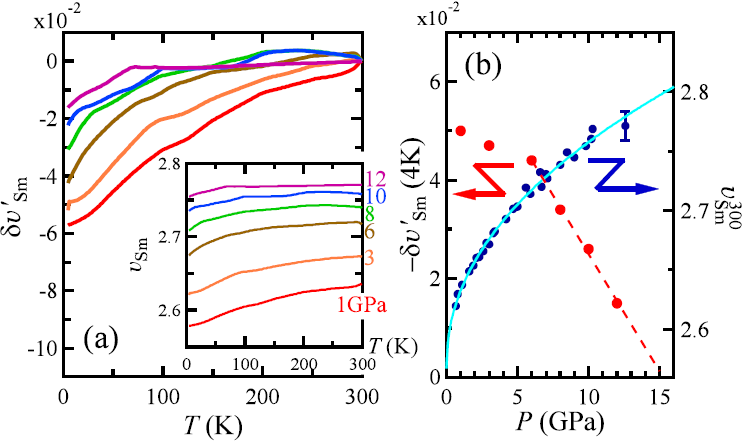 x10⁻²
0
-2
-4
-6
-8
-10
δv'Sm
(a)
0
100
200
300
T (K)
2.8
2.7
2.6
vSm
0
100
200
300
T (K)
12
10
8
6
3
1GPa
x10⁻²
6
4
2
0
−δv'Sm (4K)
(b)
0
5
10
15
P (GPa)
2.8
2.7
2.6
v³⁰⁰Sm